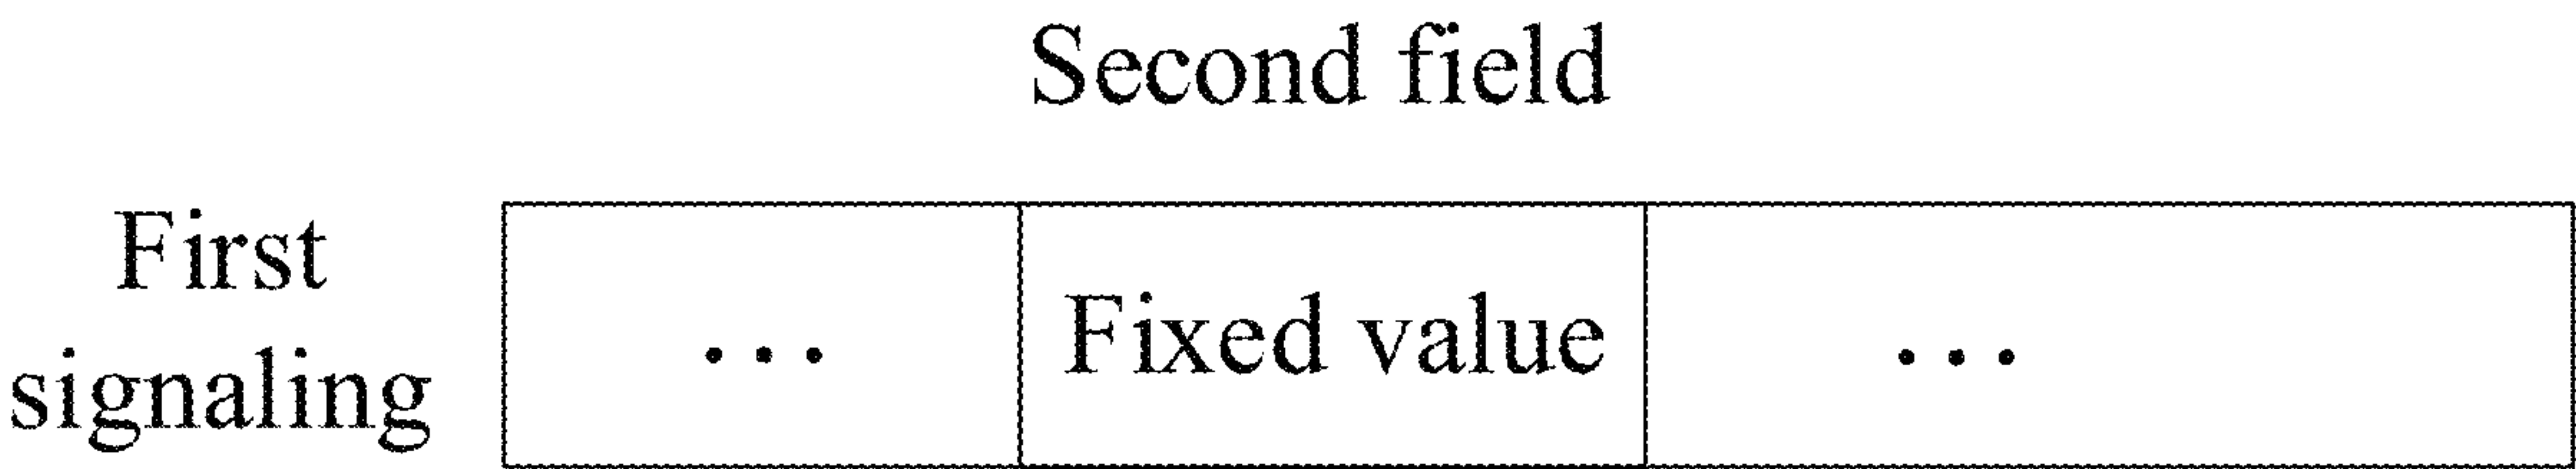 Second field
First
signaling
... Fixed value ...